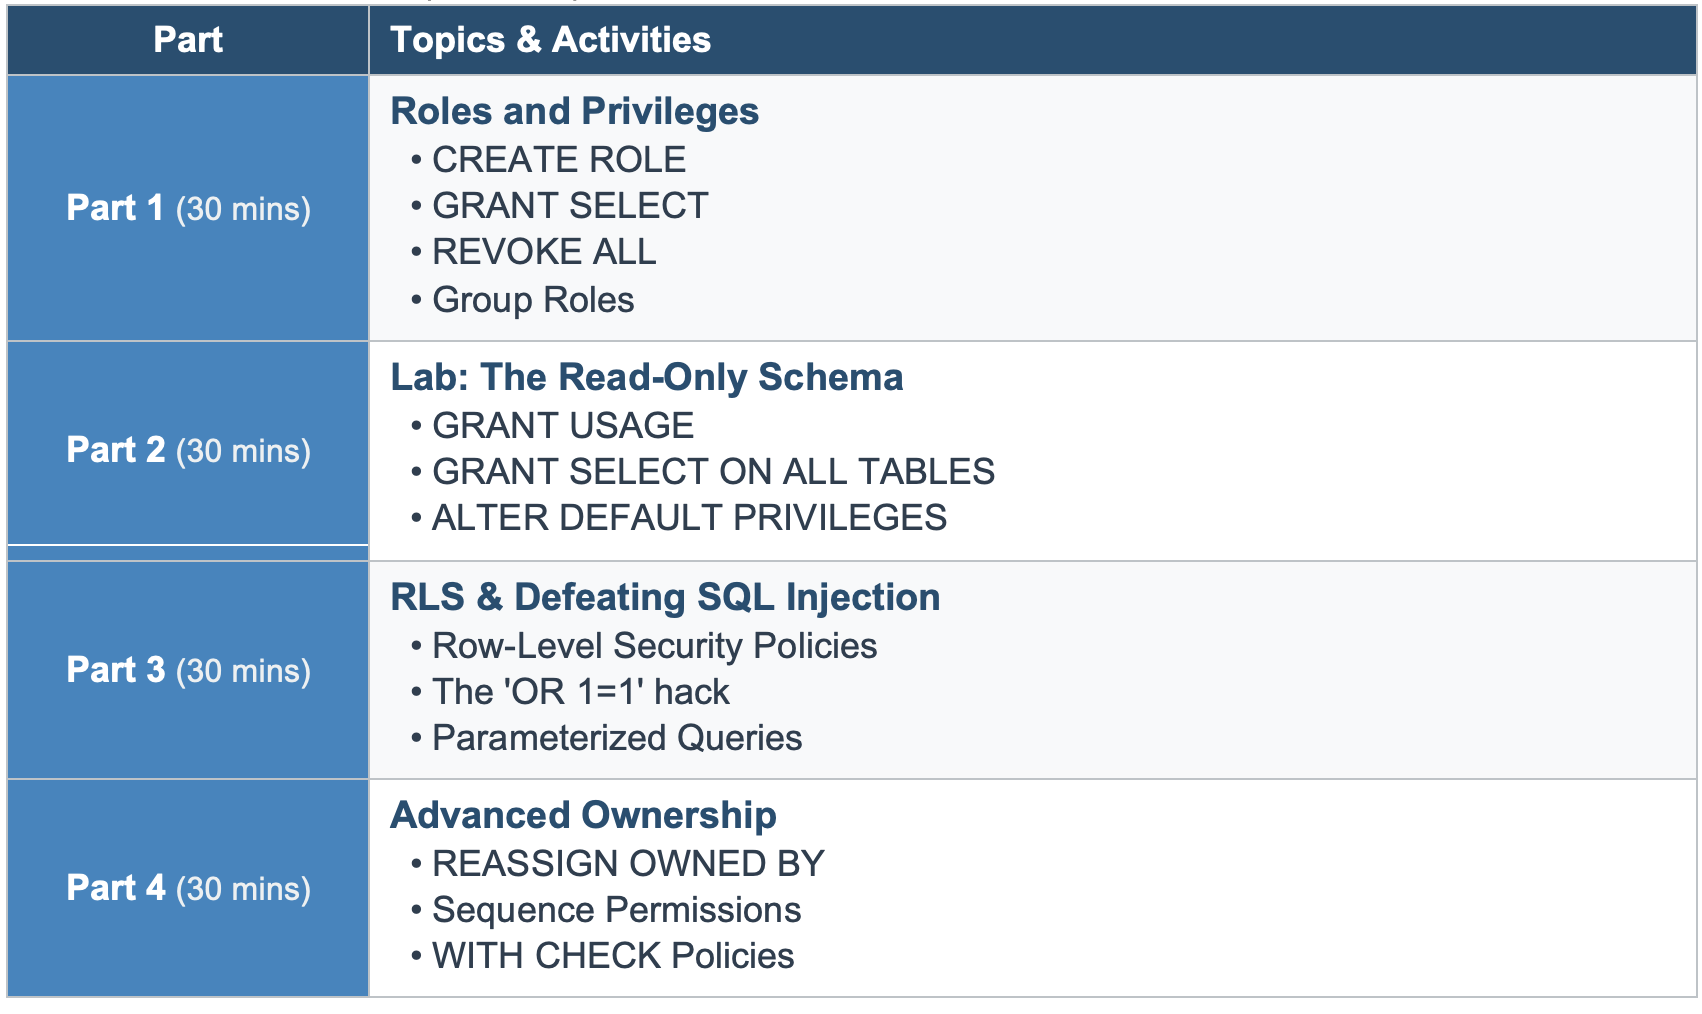 Part
Topics & Activities
Part 1 (30 mins)
Roles and Privileges
• CREATE ROLE
• GRANT SELECT
• REVOKE ALL
• Group Roles
Part 2 (30 mins)
Lab: The Read-Only Schema
• GRANT USAGE
• GRANT SELECT ON ALL TABLES
• ALTER DEFAULT PRIVILEGES
Part 3 (30 mins)
RLS & Defeating SQL Injection
• Row-Level Security Policies
• The 'OR 1=1' hack
• Parameterized Queries
Part 4 (30 mins)
Advanced Ownership
• REASSIGN OWNED BY
• Sequence Permissions
• WITH CHECK Policies